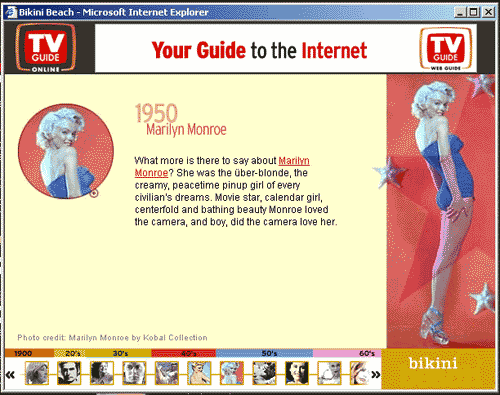 Bikini Beach - Microsoft Internet Explorer
TV
GUIDE
ONLINE
Your Guide to the Internet
TV
GUIDE
WEB GUIDE
1950
Marilyn Monroe
What more is there to say about Marilyn
Monroe? She was the über-blonde, the
creamy, peacetime pinup girl of every
civilian's dreams. Movie star, calendar girl,
centerfold and bathing beauty Monroe loved
the camera, and boy, did the camera love her.
Photo credit: Marilyn Monroe by Kobal Collection
1900 20's 30's 40's 50's 60's
« »
bikini